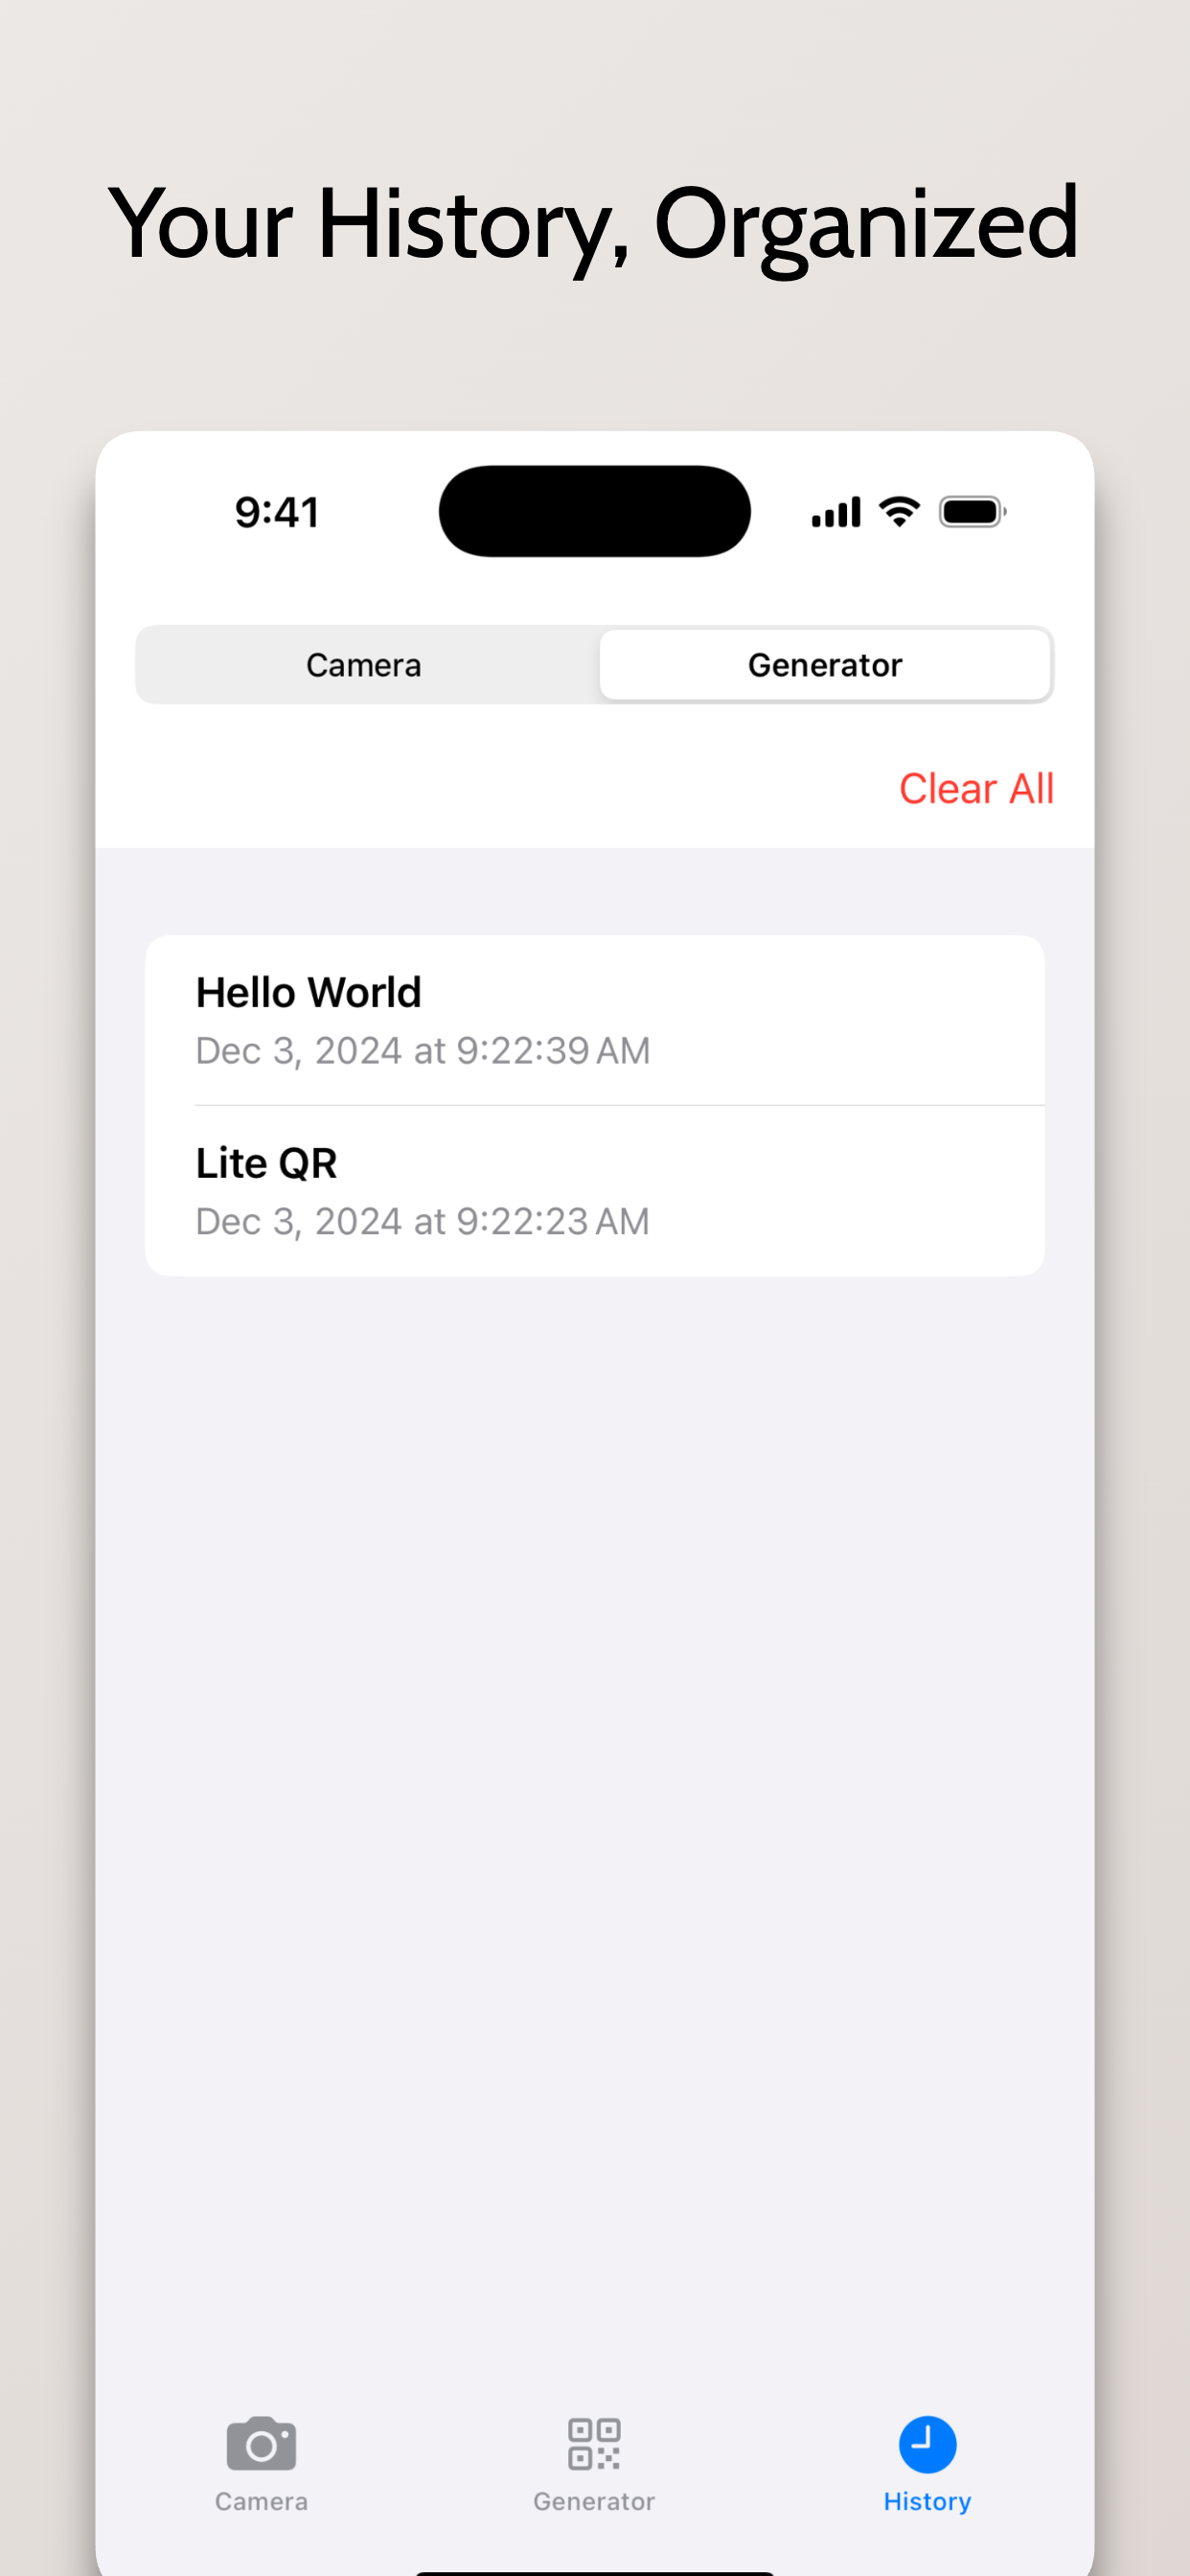 Your History, Organized
9:41
Camera Generator
Clear All
Hello World
Dec 3, 2024 at 9:22:39 AM
Lite QR
Dec 3, 2024 at 9:22:23 AM
Camera Generator History